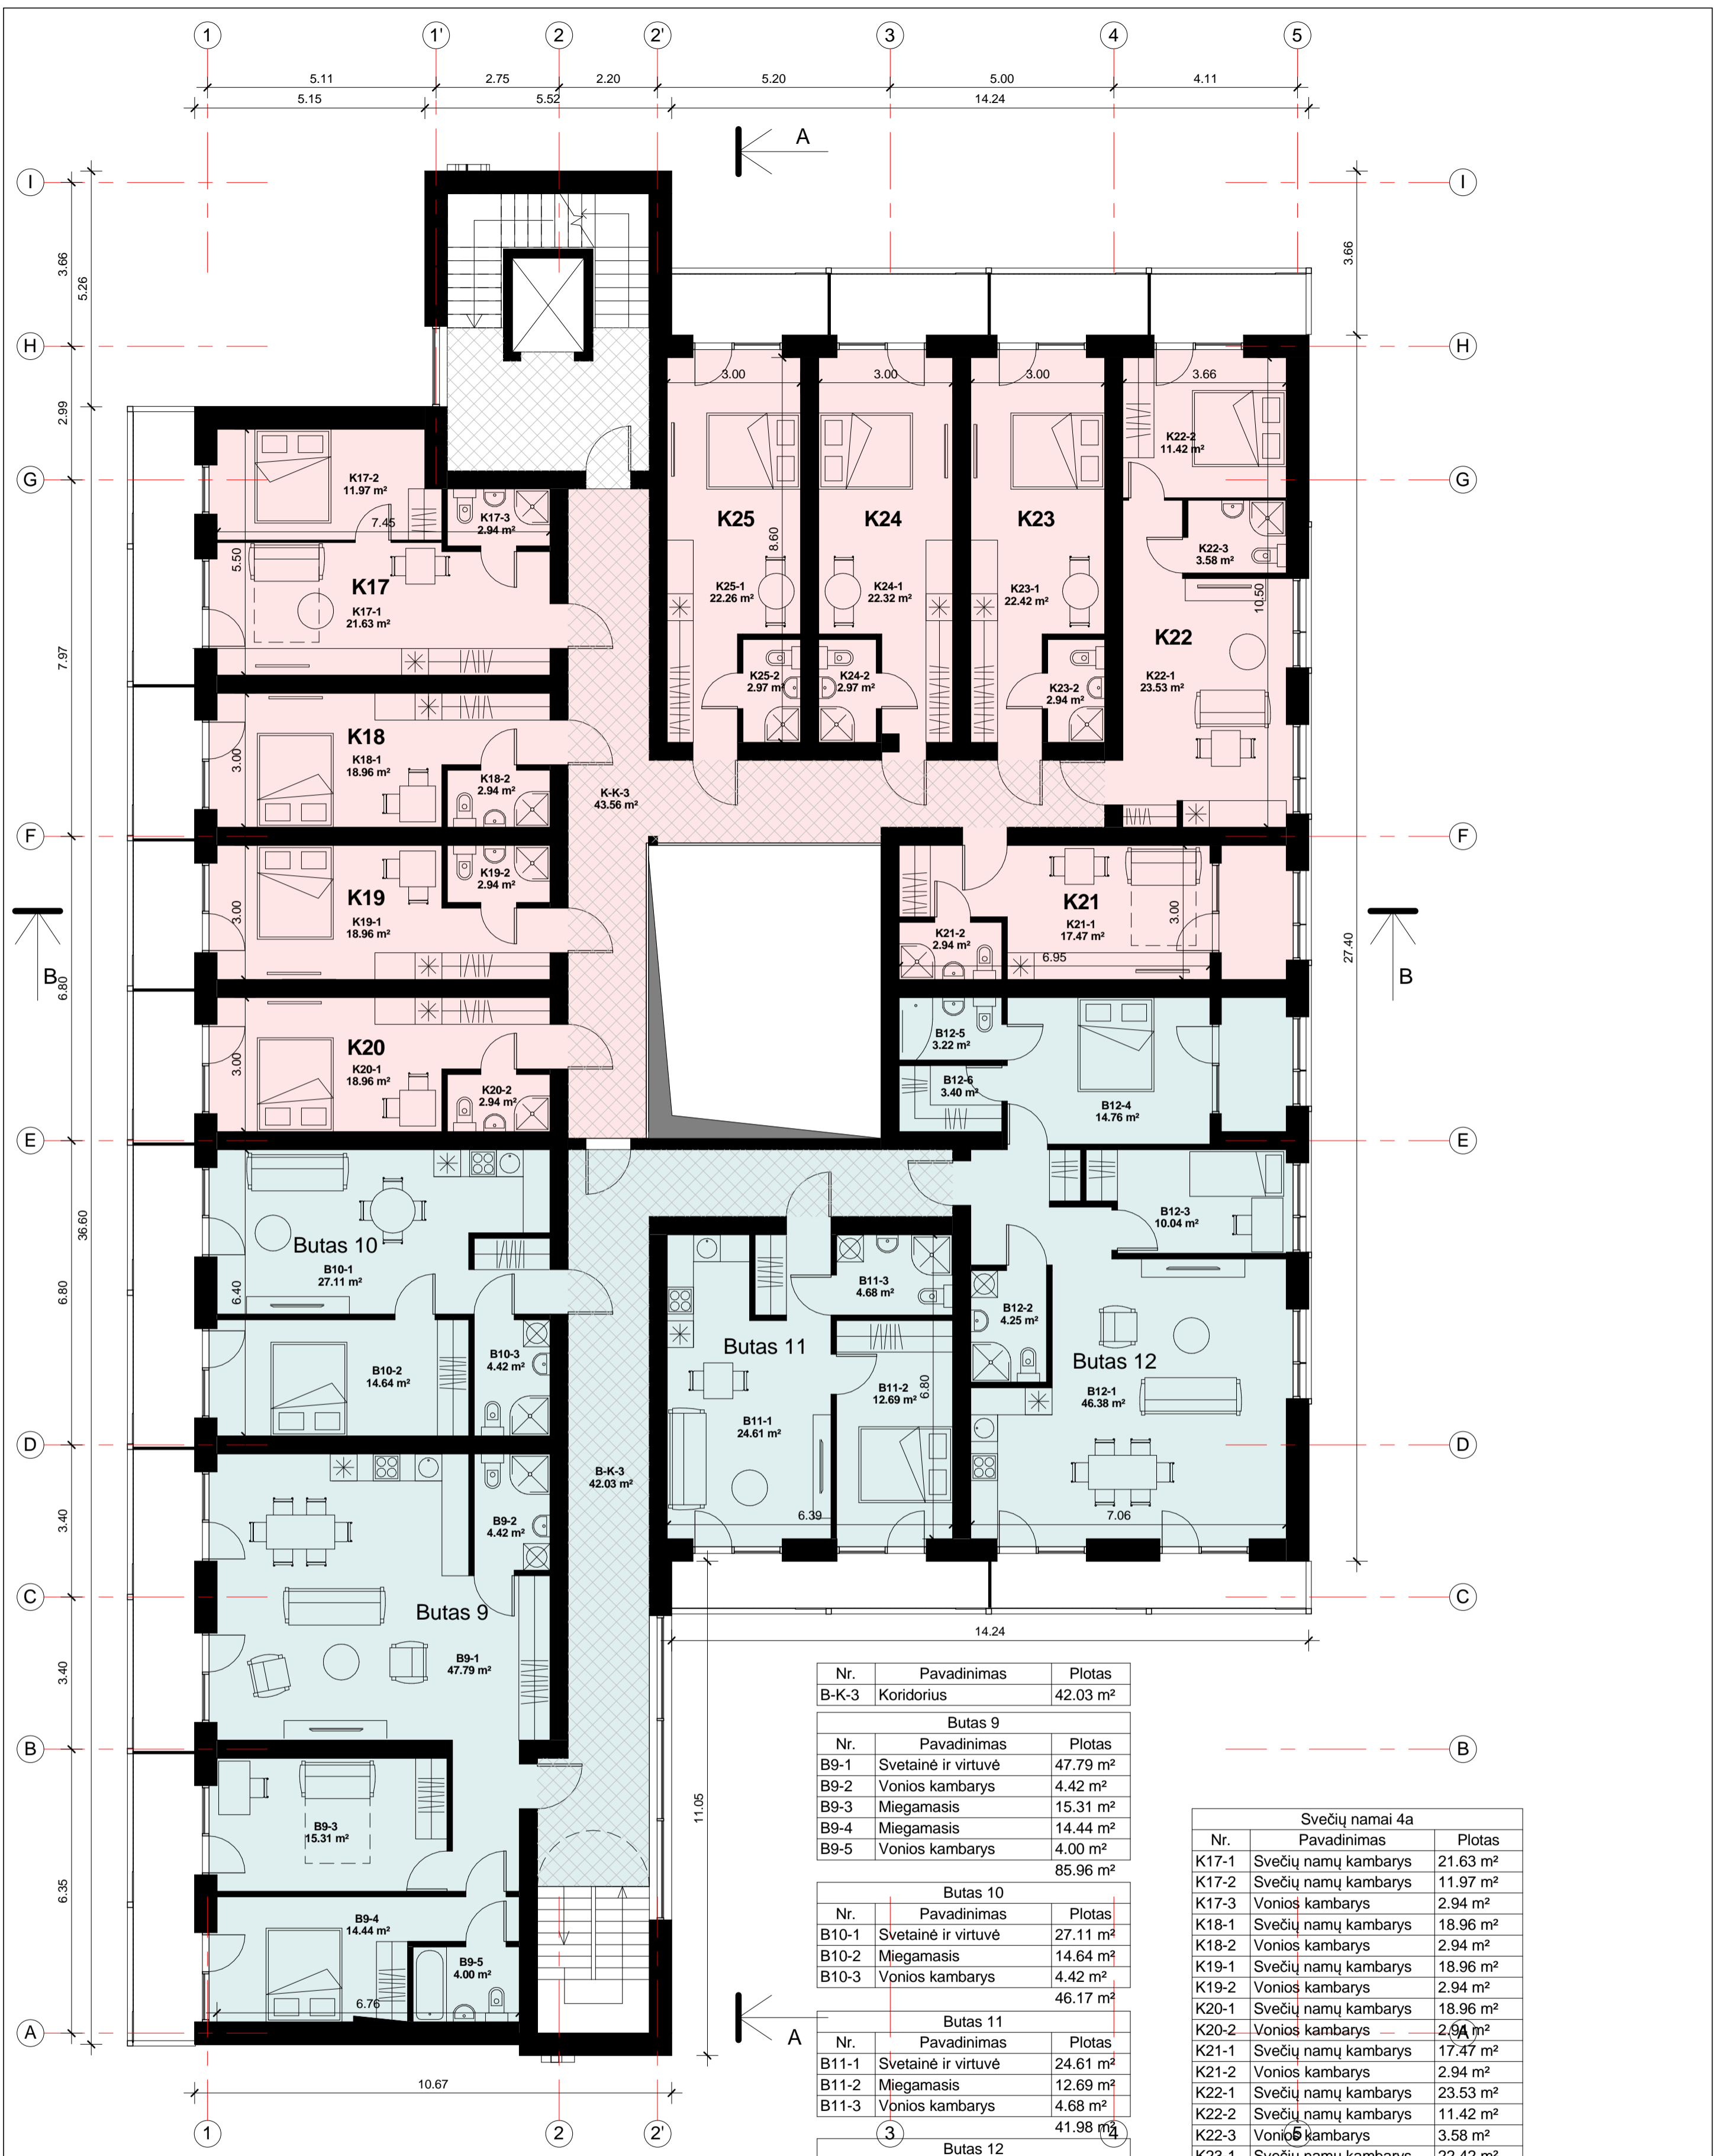 1 1' 2 2' 3 4 5
5.11 2.75 2.20 5.20 5.00 4.11
5.15 5.52 14.24
A
I I
3.66 5.26 3.66
H H
3.00 3.00 3.00 3.66
2.99
K22-2
11.42 m²
G G
K17-2
11.97 m²
7.45
K17-3
2.94 m²
K25 K24 K23
8.60
K22-3
3.58 m²
5.50
K17
K17-1
21.63 m²
K25-1
22.26 m²
K24-1
22.32 m²
K23-1
22.42 m²
10.50
K22
K22-1
23.53 m²
7.97
K25-2
2.97 m²
K24-2
2.97 m²
K23-2
2.94 m²
K18
K18-1
18.96 m²
3.00
K18-2
2.94 m²
K-K-3
43.56 m²
F F
K19
K19-1
18.96 m²
3.00
K19-2
2.94 m²
K21
K21-1
17.47 m²
3.00
K21-2
2.94 m²
6.95
27.40
B B
6.80
K20
K20-1
18.96 m²
3.00
K20-2
2.94 m²
B12-5
3.22 m²
B12-6
3.40 m²
B12-4
14.76 m²
E E
36.60
Butas 10
B10-1
27.11 m²
6.40
6.80
B12-3
10.04 m²
B11-3
4.68 m²
B12-2
4.25 m²
Butas 11
Butas 12
B10-2
14.64 m²
B10-3
4.42 m²
B11-2
12.69 m²
6.80
B12-1
46.38 m²
B11-1
24.61 m²
D D
B-K-3
42.03 m²
3.40
B9-2
4.42 m²
6.39 7.06
C C
Butas 9
14.24
B9-1
47.79 m²
3.40
B B
11.05
B9-3
15.31 m²
6.35
B9-4
14.44 m²
B9-5
4.00 m²
6.76
A A
A
10.67
1 2 2' 3 4 5
Nr. Pavadinimas Plotas
B-K-3 Koridorius 42.03 m²
Butas 9
Nr. Pavadinimas Plotas
B9-1 Svetainė ir virtuvė 47.79 m²
B9-2 Vonios kambarys 4.42 m²
B9-3 Miegamasis 15.31 m²
B9-4 Miegamasis 14.44 m²
B9-5 Vonios kambarys 4.00 m²
85.96 m²
Butas 10
Nr. Pavadinimas Plotas
B10-1 Svetainė ir virtuvė 27.11 m²
B10-2 Miegamasis 14.64 m²
B10-3 Vonios kambarys 4.42 m²
46.17 m²
Butas 11
Nr. Pavadinimas Plotas
B11-1 Svetainė ir virtuvė 24.61 m²
B11-2 Miegamasis 12.69 m²
B11-3 Vonios kambarys 4.68 m²
41.98 m²
Butas 12
Svečių namai 4a
Nr. Pavadinimas Plotas
K17-1 Svečių namų kambarys 21.63 m²
K17-2 Svečių namų kambarys 11.97 m²
K17-3 Vonios kambarys 2.94 m²
K18-1 Svečių namų kambarys 18.96 m²
K18-2 Vonios kambarys 2.94 m²
K19-1 Svečių namų kambarys 18.96 m²
K19-2 Vonios kambarys 2.94 m²
K20-1 Svečių namų kambarys 18.96 m²
K20-2 Vonios kambarys 2.94 m²
K21-1 Svečių namų kambarys 17.47 m²
K21-2 Vonios kambarys 2.94 m²
K22-1 Svečių namų kambarys 23.53 m²
K22-2 Svečių namų kambarys 11.42 m²
K22-3 Vonios kambarys 3.58 m²
K23-1 Svečių namų kambarys 22.42 m²